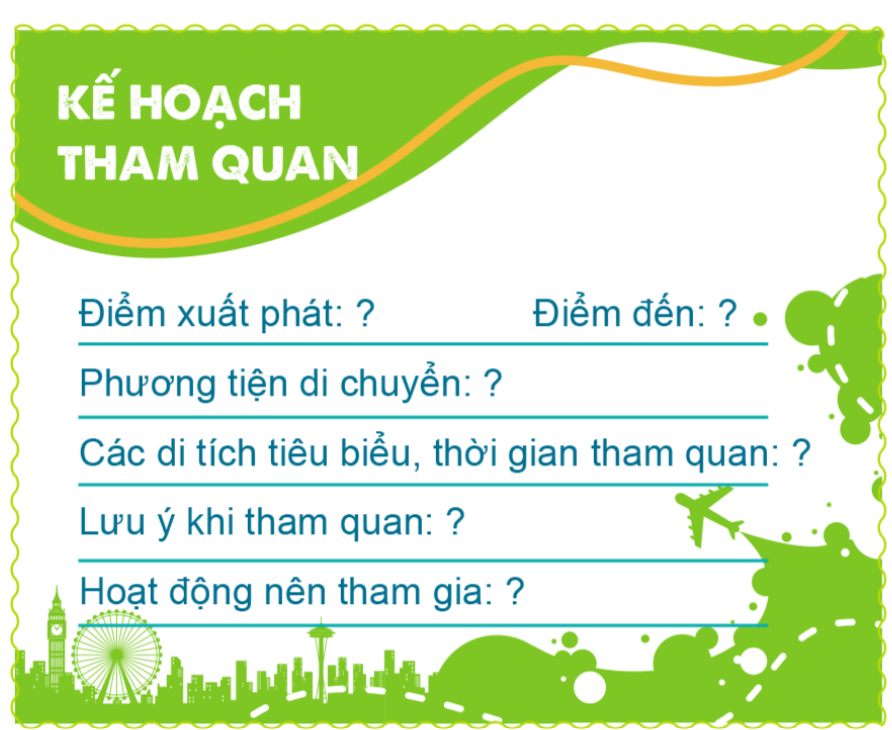 KẾ HOẠCH
THAM QUAN
Điểm xuất phát: ? Điểm đến: ?
Phương tiện di chuyển: ?
Các di tích tiêu biểu, thời gian tham quan: ?
Lưu ý khi tham quan: ?
Hoạt động nên tham gia: ?